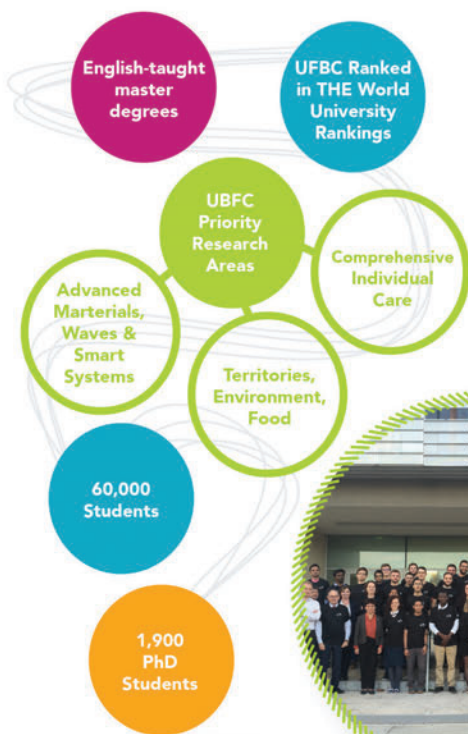 English-taught
master
degrees
UFBC Ranked
in THE World
University
Rankings
UBFC
Priority
Research
Areas
Comprehensive
Individual
Care
Advanced
Marterials,
Waves &
Smart
Systems
Territories,
Environment,
Food
60,000
Students
1,900
PhD
Students